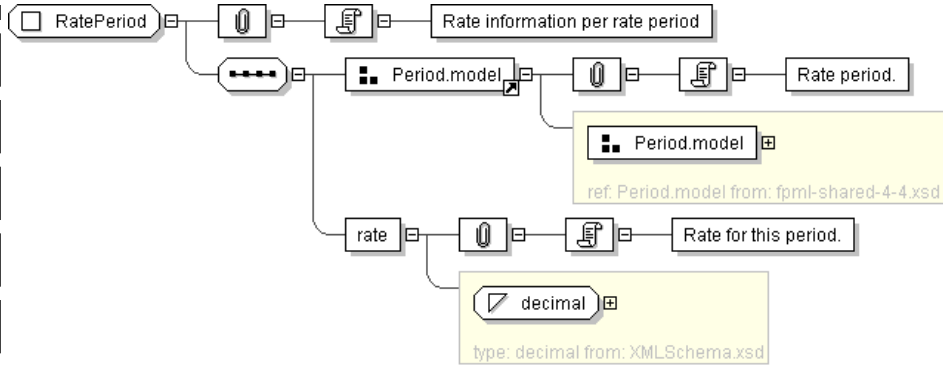 RatePeriod
Rate information per rate period
Period.model
Rate period.
Period.model
ref: Period.model from: fpml-shared-4-4.xsd
rate
Rate for this period.
decimal
type: decimal from: XMLSchema.xsd